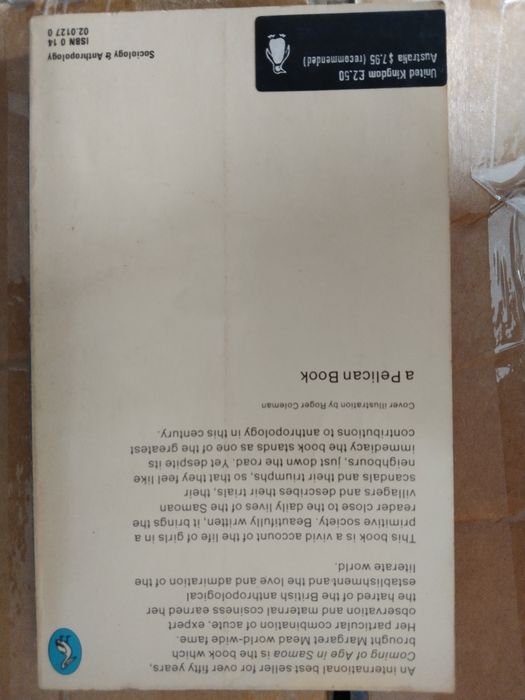 An international best seller for over fifty years,
Coming of Age in Samoa is the book which
brought Margaret Mead world-wide fame.
Her particular combination of acute, expert
observation and maternal cosiness earned her
the hatred of the British anthropological
establishment and the love and admiration of the
literate world.
This book is a vivid account of the life of girls in a
primitive society. Beautifully written, it brings the
reader close to the daily lives of the Samoan
villagers and describes their trials, their
scandals and their triumphs, so that they feel like
neighbours, just down the road. Yet despite its
immediacy the book stands as one of the greatest
contributions to anthropology in this century.
Cover illustration by Roger Coleman
a Pelican Book
United Kingdom £2.50
Australia $7.95 (recommended)
Sociology & Anthropology
ISBN 0 14
02.0127 0